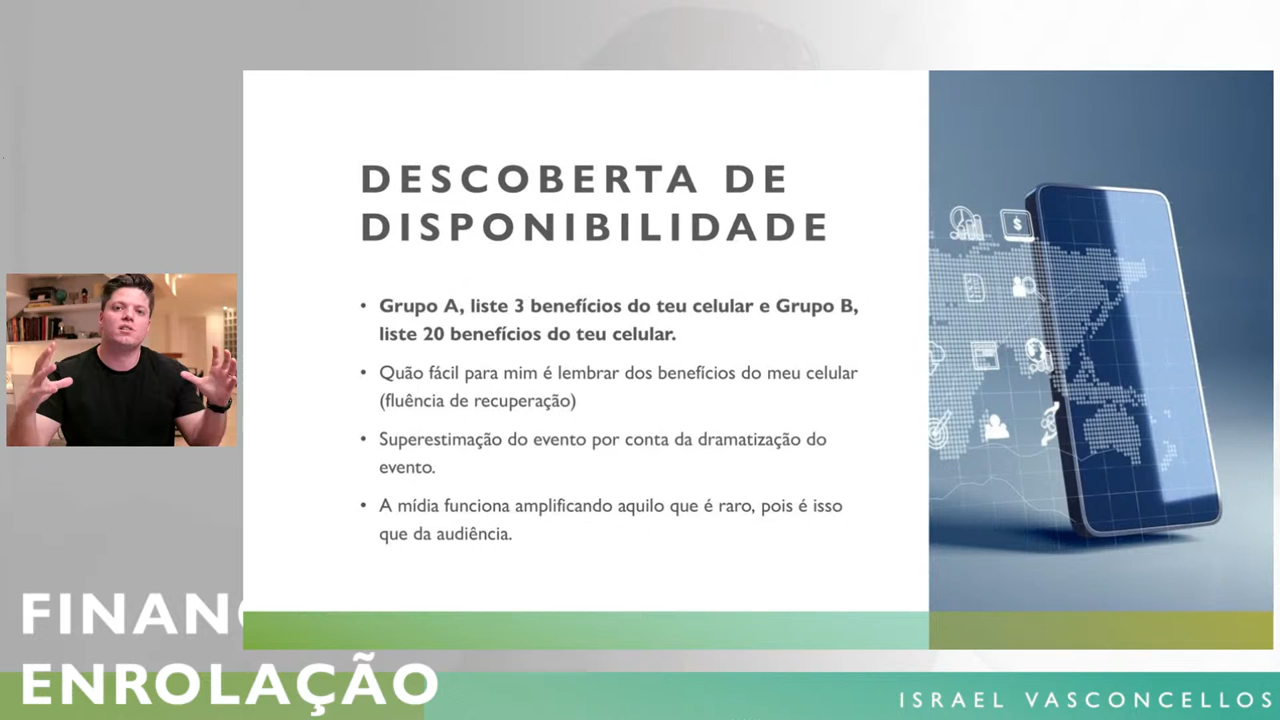 DESCOBERTA DE
DISPONIBILIDADE
• Grupo A, liste 3 benefícios do teu celular e Grupo B,
liste 20 benefícios do teu celular.
• Quão fácil para mim é lembrar dos benefícios do meu celular
(fluência de recuperação)
• Superestimação do evento por conta da dramatização do
evento.
• A mídia funciona amplificando aquilo que é raro, pois é isso
que da audiência.
$
FINANC
ENROLAÇÃO
ISRAEL VASCONCELLOS